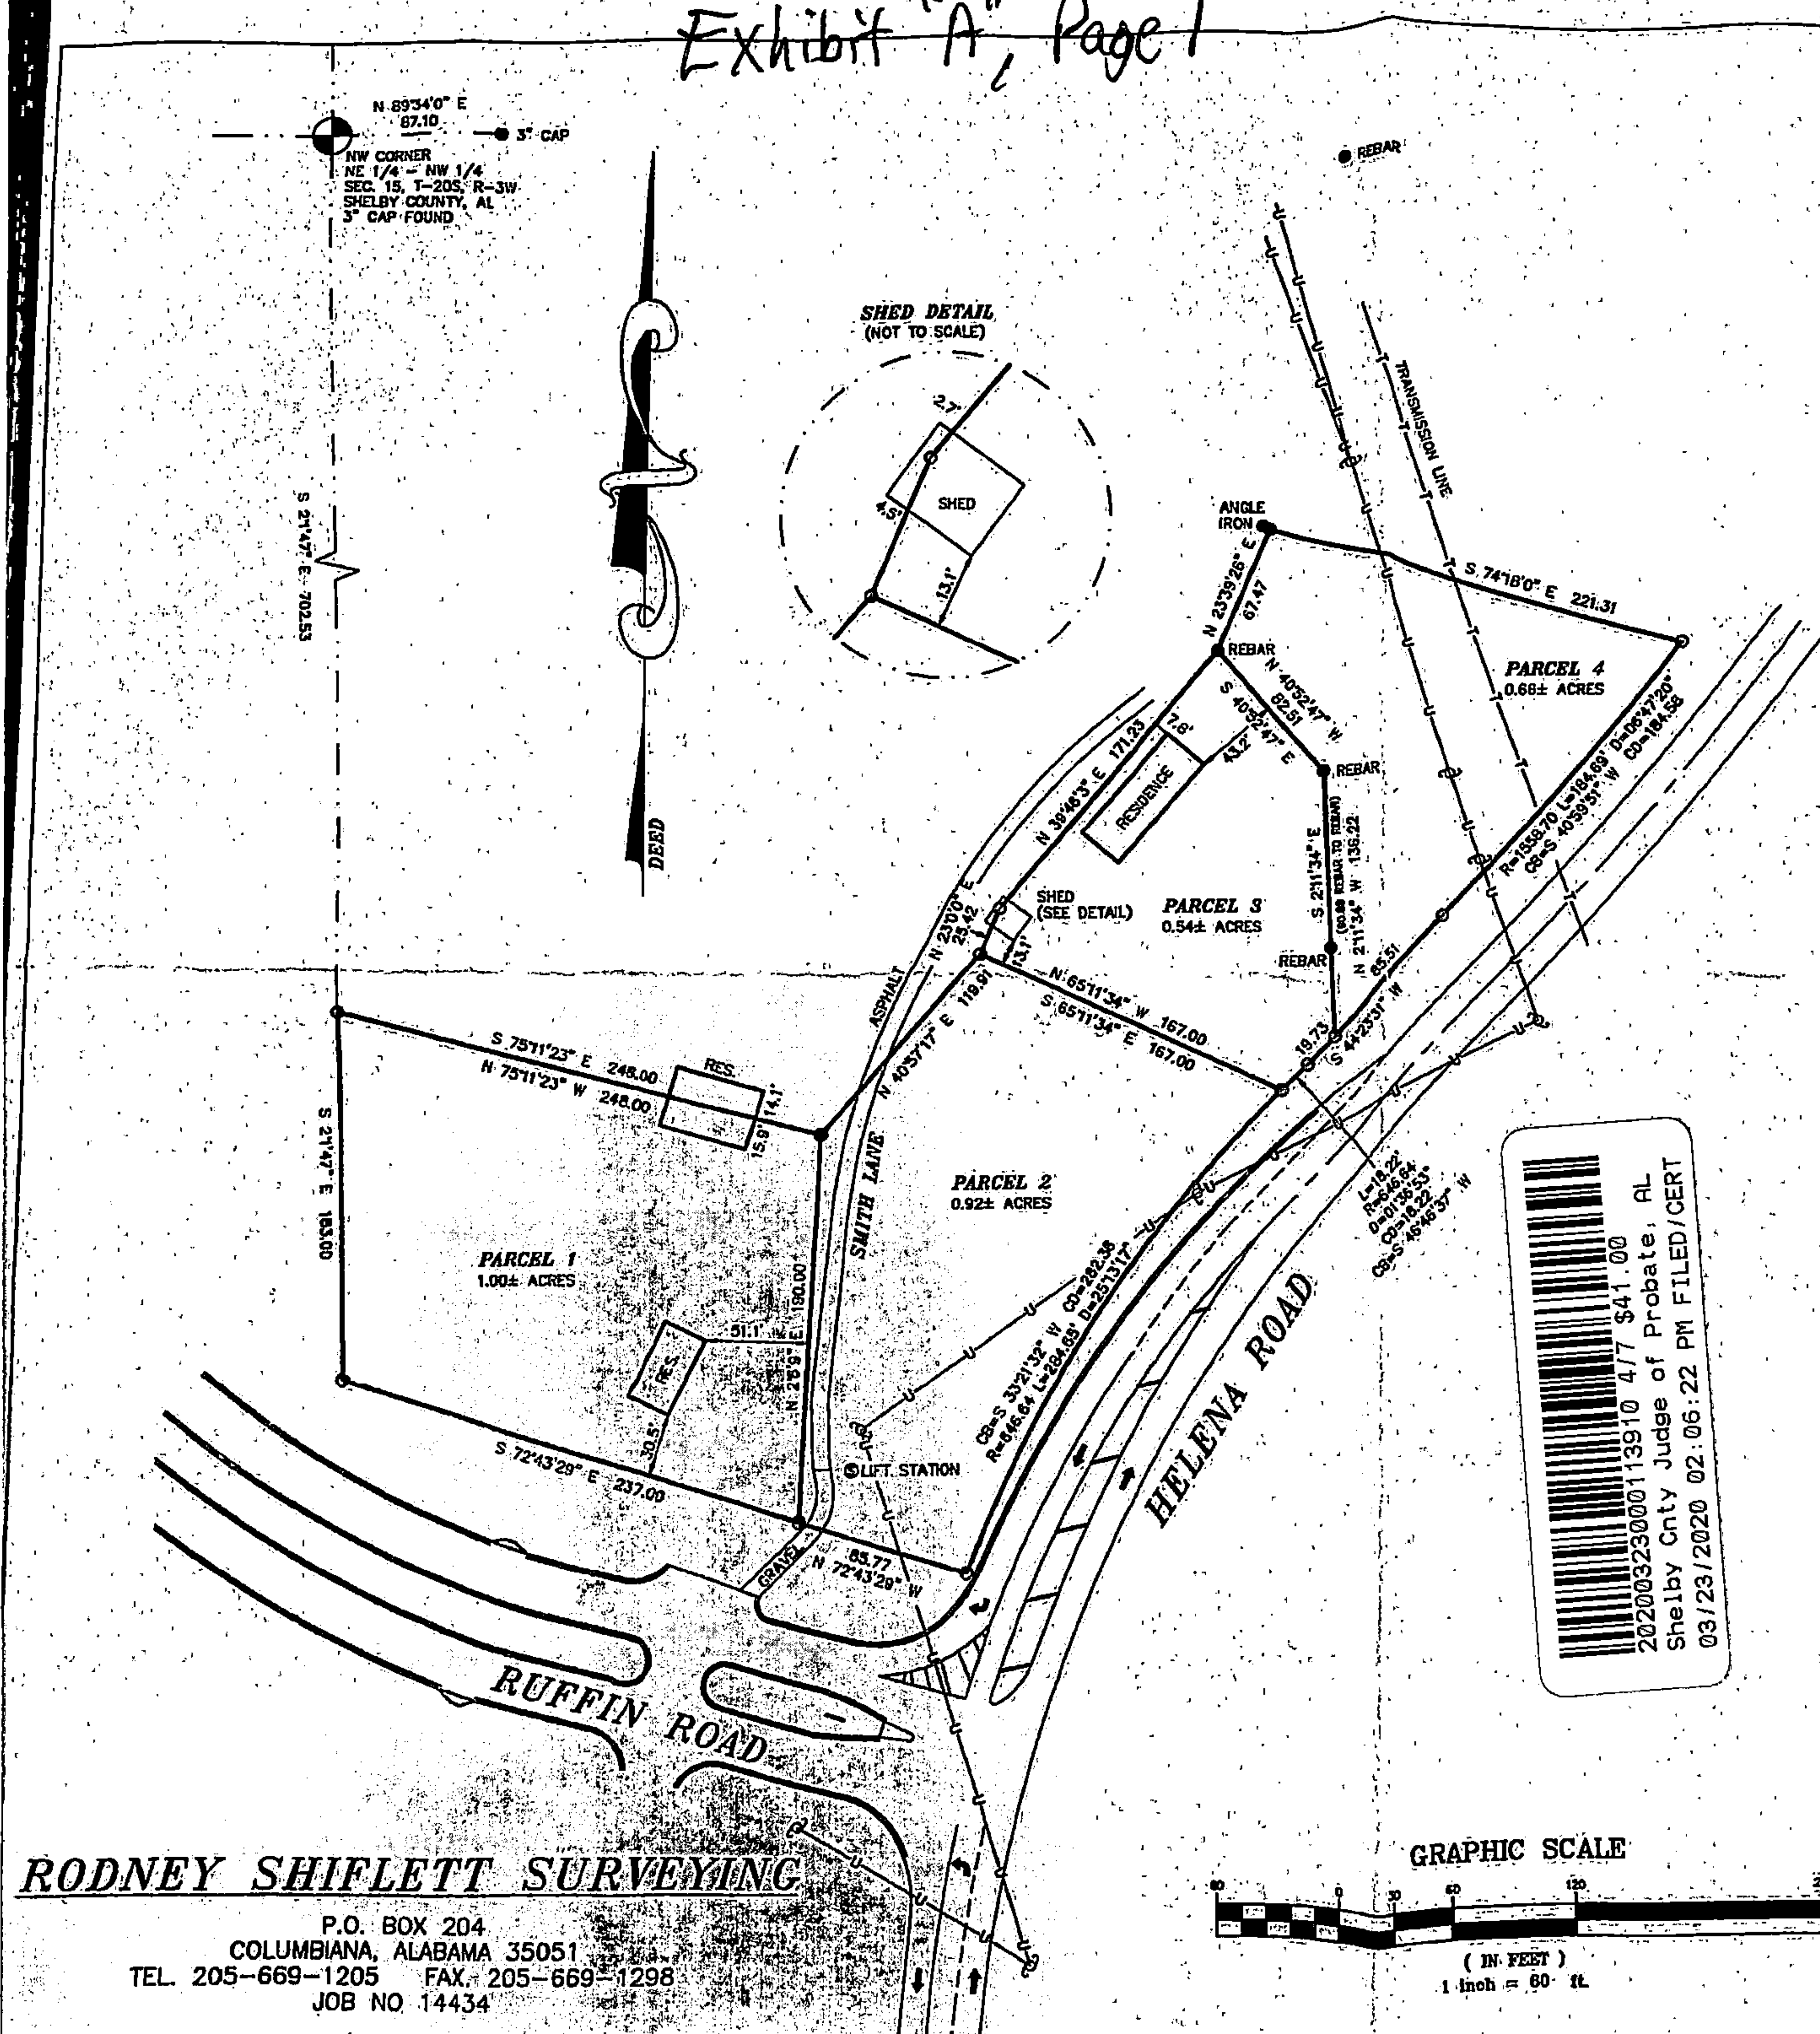 Exhibit "A", Page 1
N 89°34'0" E
87.10
3" CAP
NW CORNER
NE 1/4 - NW 1/4
SEC. 15, T-20S, R-3W
SHELBY COUNTY, AL
3" CAP FOUND
REBAR
SHED DETAIL
(NOT TO SCALE)
2.7'
SHED
4.5'
13.1'
TRANSMISSION LINE
S 2°1'47" E 702.53
DEED
ANGLE
IRON
N 23°39'26" E
67.47
S 74°18'0" E 221.31
REBAR
N 40°52'47" W
82.51
S 40°52'47" E
PARCEL 4
0.68± ACRES
R=1558.70 L=184.69' D=06°47'20"
CB=S 40°59'51" W CD=184.58
7.8'
43.2'
RESIDENCE
N 39°46'3" E 171.23
REBAR
S 2°11'34" E
N 2°11'34" W 136.22
SHED
(SEE DETAIL)
PARCEL 3
0.54± ACRES
N 23°0'0" E
25.42
13.1'
REBAR
85.51
S 44°23'31" W
19.73
ASPHALT
N 65°11'34" W 167.00
S 65°11'34" E 167.00
N 40°57'17" E 119.91
S 75°11'23" E 248.00
N 75°11'23" W 248.00
RES.
14.1'
15.9'
S 2°1'47" E 183.00
SMITH LANE
PARCEL 2
0.92± ACRES
L=18.22'
R=646.64
D=01°36'53"
CD=18.22
CB=S 46°46'37" W
PARCEL 1
1.00± ACRES
N 2°6'9" E 190.00
51.1'
RES.
30.5'
CB=S 33°21'32" W CD=282.38
R=646.64 L=284.65' D=25°13'17"
HELENA ROAD
S 72°43'29" E 237.00
LIFT STATION
GRAVEL
85.77
N 72°43'29" W
RUFFIN ROAD
20200323000113910 4/7 $41.00
Shelby Cnty Judge of Probate, AL
03/23/2020 02:06:22 PM FILED/CERT
RODNEY SHIFLETT SURVEYING
P.O. BOX 204
COLUMBIANA, ALABAMA 35051
TEL. 205-669-1205 FAX. 205-669-1298
JOB NO 14434
GRAPHIC SCALE
60 0 30 60 120
( IN FEET )
1 inch = 60 ft.